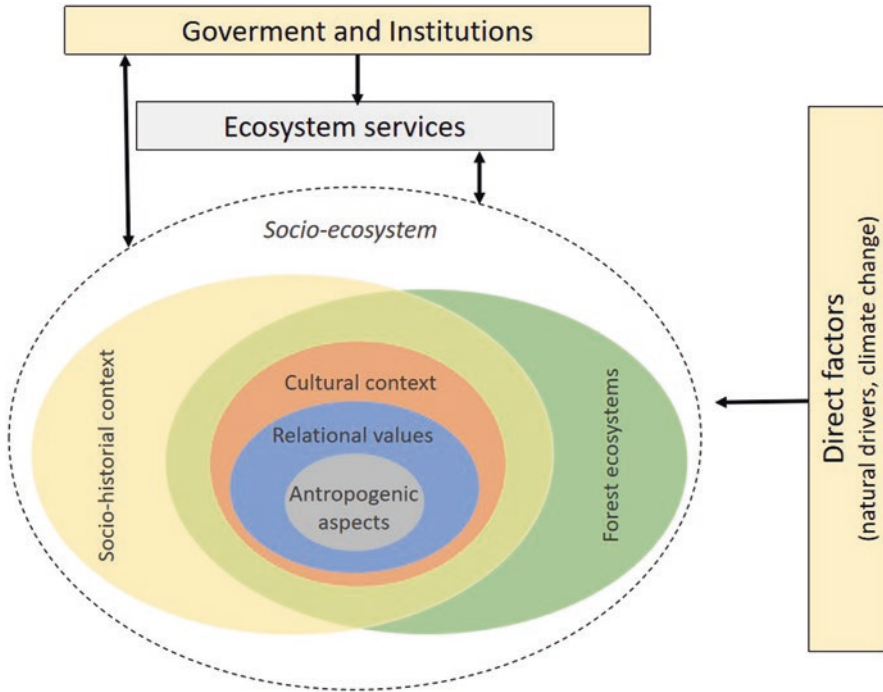 Goverment and Institutions
Ecosystem services
Socio-ecosystem
Socio-historial context
Cultural context
Relational values
Antropogenic
aspects
Forest ecosystems
Direct factors
(natural drivers, climate change)